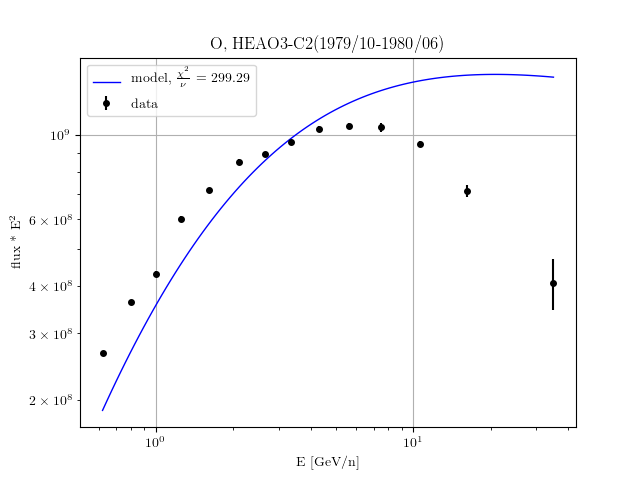 O, HEAO3-C2(1979/10-1980/06)
model, χ²/ν = 299.29
data
10⁹
6 × 10⁸
4 × 10⁸
3 × 10⁸
2 × 10⁸
flux * E²
10⁰ 10¹
E [GeV/n]